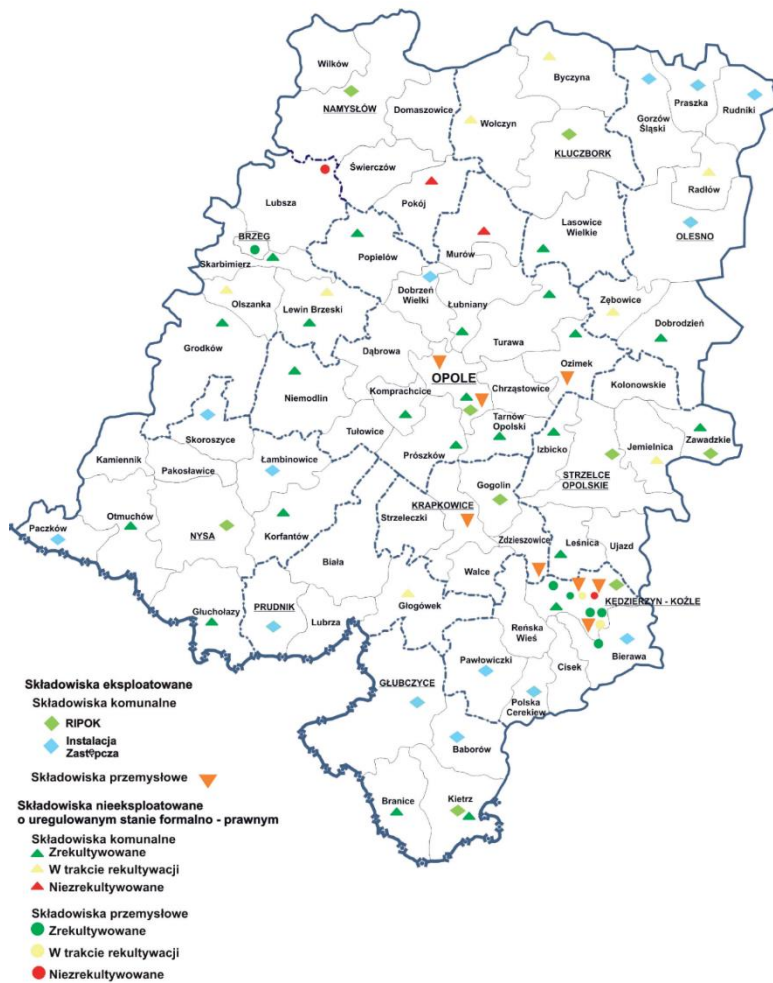 Wilków
Byczyna
Gorzów
Śląski
Praszka
Rudniki
NAMYSŁÓW
Domaszowice
Wołczyn
KLUCZBORK
Świerczów
Radłów
Lubsza
Pokój
Lasowice
Wielkie
OLESNO
BRZEG
Murów
Skarbimierz
Popielów
Dobrzeń
Wielki
Olszanka
Lewin Brzeski
Łubniany
Zębowice
Dobrodzień
Grodków
Turawa
Dąbrowa
Ozimek
OPOLE
Niemodlin
Komprachcice
Chrząstowice
Kolonowskie
Skoroszyce
Tułowice
Tarnów
Opolski
Izbicko
Jemielnica
Zawadzkie
Kamiennik
Pakosławice
Łambinowice
Prószków
STRZELCE
OPOLSKIE
Gogolin
Paczków
Otmuchów
NYSA
Korfantów
KRAPKOWICE
Strzeleczki
Zdzieszowice
Leśnica
Ujazd
Biała
Walce
Głuchołazy
PRUDNIK
Lubrza
Głogówek
KĘDZIERZYN - KOŹLE
Reńska
Wieś
Bierawa
Cisek
Pawłowiczki
GŁUBCZYCE
Polska
Cerekiew
Baborów
Branice
Kietrz
Składowiska eksploatowane
Składowiska komunalne
RIPOK
Instalacja
Zastępcza
Składowiska przemysłowe
Składowiska nieeksploatowane
o uregulowanym stanie formalno - prawnym
Składowiska komunalne
Zrekultywowane
W trakcie rekultywacji
Niezrekultywowane
Składowiska przemysłowe
Zrekultywowane
W trakcie rekultywacji
Niezrekultywowane